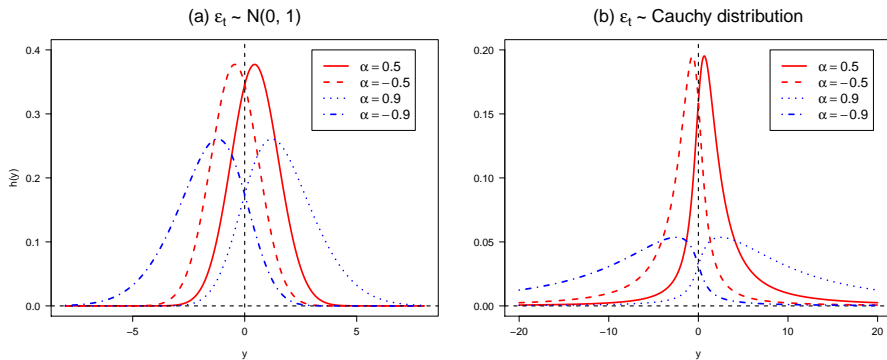 (a) εt ~ N(0, 1)
h(y)
0.4
0.3
0.2
0.1
0.0
−5
0
5
y
α = 0.5
α = −0.5
α = 0.9
α = −0.9
(b) εt ~ Cauchy distribution
0.20
0.15
0.10
0.05
0.00
−20
−10
0
10
20
y
α = 0.5
α = −0.5
α = 0.9
α = −0.9